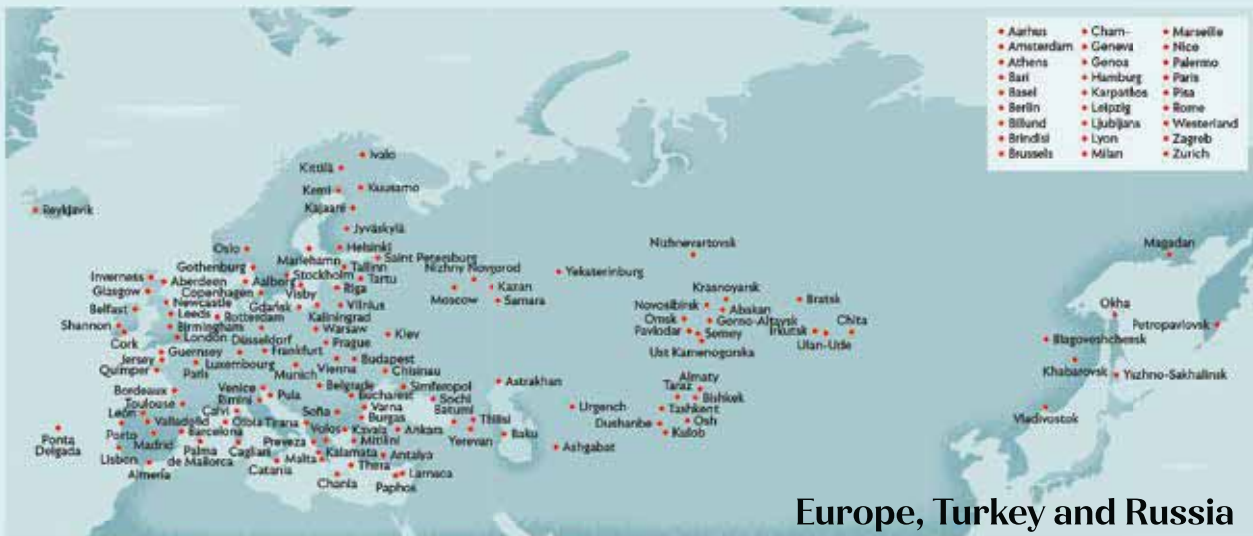 Aarhus
Amsterdam
Athens
Bari
Basel
Berlin
Billund
Brindisi
Brussels
Cham-
Geneva
Genoa
Hamburg
Karpathos
Leipzig
Ljubljana
Lyon
Milan
Marseille
Nice
Palermo
Paris
Pisa
Rome
Westerland
Zagreb
Zurich
Ivalo
Kittilä
Kemi
Kuusamo
Kajaani
Reykjavik
Jyväskylä
Oslo
Helsinki
Mariehamn
Saint Petersburg
Gothenburg
Tallinn
Nizhny Novgorod
Stockholm
Inverness
Aberdeen
Aalborg
Tartu
Yekaterinburg
Nizhnevartovsk
Magadan
Glasgow
Copenhagen
Visby
Riga
Kazan
Krasnoyarsk
Moscow
Samara
Belfast
Newcastle
Gdańsk
Vilnius
Novosibirsk
Abakan
Bratsk
Okha
Leeds
Rotterdam
Kaliningrad
Omsk
Gorno-Altaysk
Chita
Shannon
Birmingham
Warsaw
Pavlodar
Semey
Irkutsk
Petropavlovsk
Cork
London
Düsseldorf
Prague
Kiev
Ulan-Ude
Blagoveshchensk
Jersey
Guernsey
Frankfurt
Ust Kamenogorska
Quimper
Luxembourg
Vienna
Budapest
Paris
Munich
Chisinau
Khabarovsk
Yuzhno-Sakhalinsk
Almaty
Bordeaux
Venice
Belgrade
Simferopol
Astrakhan
Taraz
Toulouse
Rimini
Pula
Bucharest
Sochi
Bishkek
León
Calvi
Sofia
Varna
Batumi
Urgench
Tashkent
Vladivostok
Valladolid
Olbia
Tirana
Burgas
Tbilisi
Dushanbe
Osh
Porto
Barcelona
Volos
Kavala
Ankara
Baku
Kulob
Ponta
Delgada
Madrid
Preveza
Mitilini
Yerevan
Ashgabat
Lisbon
Palma
de Mallorca
Cagliari
Malta
Kalamata
Antalya
Almería
Catania
Thera
Larnaca
Chania
Paphos
Europe, Turkey and Russia